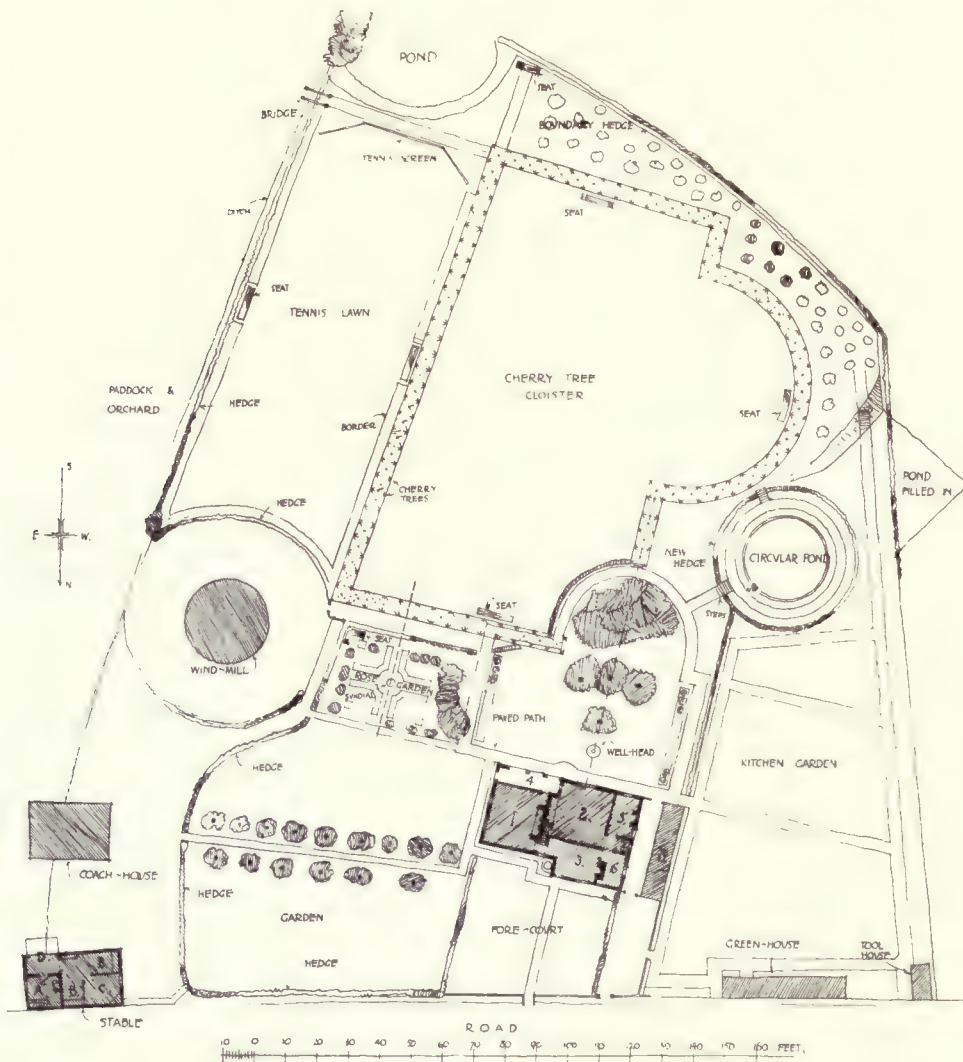 POND
SEAT
BRIDGE
BOUNDARY HEDGE
TENNIS SCREEN
SEAT
DITCH
SEAT
TENNIS LAWN
PADDOCK &
ORCHARD
HEDGE
CHERRY TREE
CLOISTER
SEAT
BORDER
CHERRY
TREES
POND
FILLED IN
S
E W.
N
HEDGE
NEW
HEDGE
CIRCULAR POND
STEPS
SEAT
WIND-MILL
SEAT
ROSE GARDEN
SUNDIAL
PAVED PATH
WELL-HEAD
HEDGE
KITCHEN GARDEN
4.
1.
2.
5.
3.
6.
COACH-HOUSE
HEDGE
GARDEN
FORE-COURT
GREEN-HOUSE
TOOL
HOUSE
HEDGE
D.
B
A
B
C.
STABLE
ROAD
10 0 10 20 30 40 50 60 70 80 90 100 110 120 130 140 150 160 FEET.